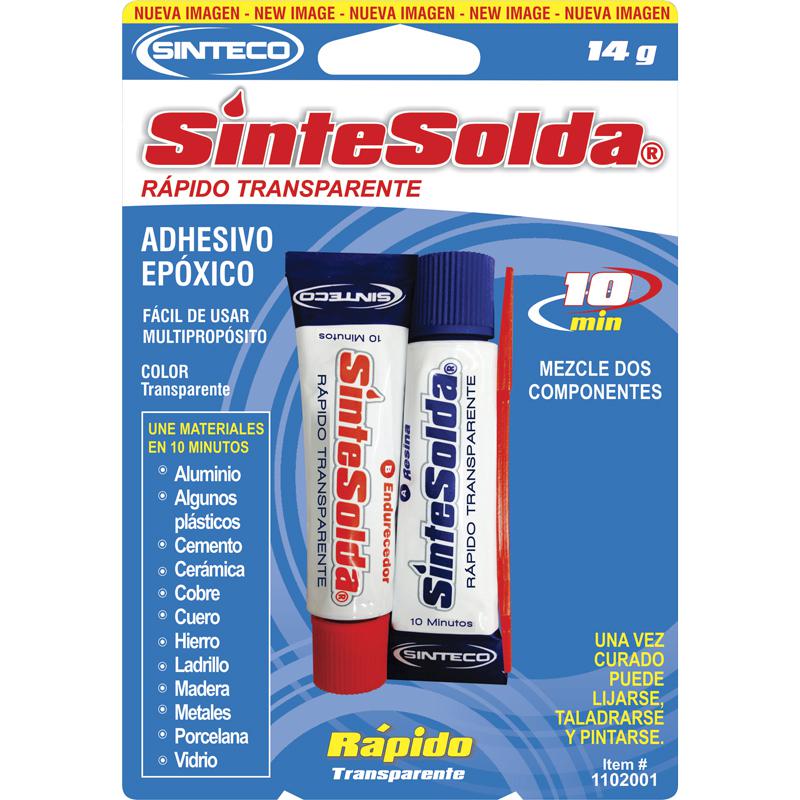 NUEVA IMAGEN - NEW IMAGE - NUEVA IMAGEN - NEW IMAGE - NUEVA IMAGEN
SINTECO
14 g
SinteSolda®
RÁPIDO TRANSPARENTE
ADHESIVO
EPÓXICO
FÁCIL DE USAR
MULTIPROPÓSITO
COLOR
Transparente
UNE MATERIALES
EN 10 MINUTOS
Aluminio
Algunos
plásticos
Cemento
Cerámica
Cobre
Cuero
Hierro
Ladrillo
Madera
Metales
Porcelana
Vidrio
SINTECO
10 Minutos
SinteSolda®
RÁPIDO TRANSPARENTE
B Endurecedor
A Resina
SinteSolda®
RÁPIDO TRANSPARENTE
10 Minutos
SINTECO
10
min
MEZCLE DOS
COMPONENTES
UNA VEZ
CURADO
PUEDE
LIJARSE,
TALADRARSE
Y PINTARSE.
Rápido
Transparente
Item #
1102001